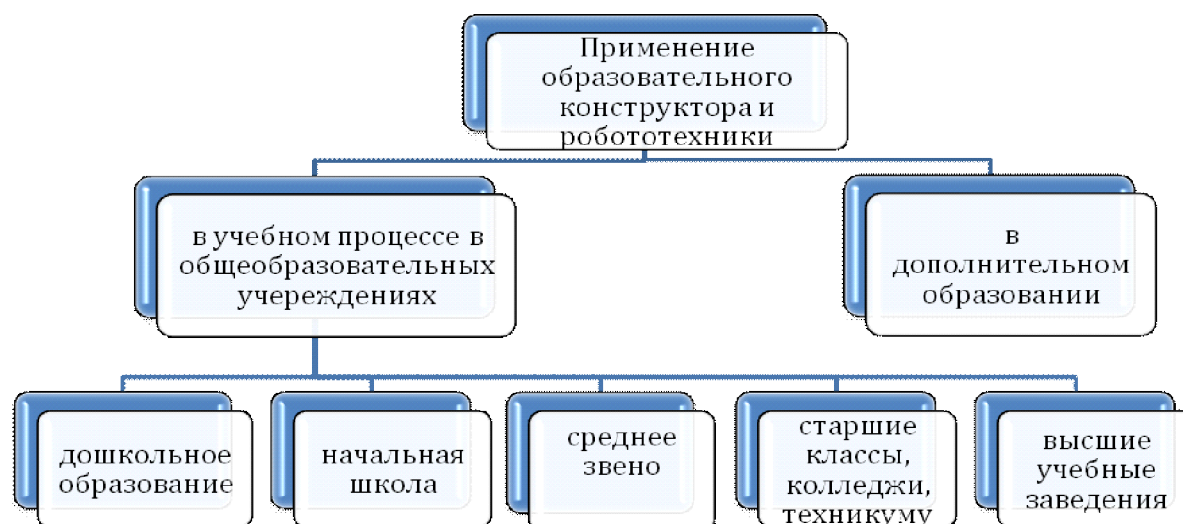 Применение
образовательного
конструктора и
робототехники
в учебном процессе в
общеобразовательных
учереждениях
в
дополнительном
образовании
дошкольное
образование
начальная
школа
среднее
звено
старшие
классы,
колледжи,
техникуму
высшие
учебные
заведения